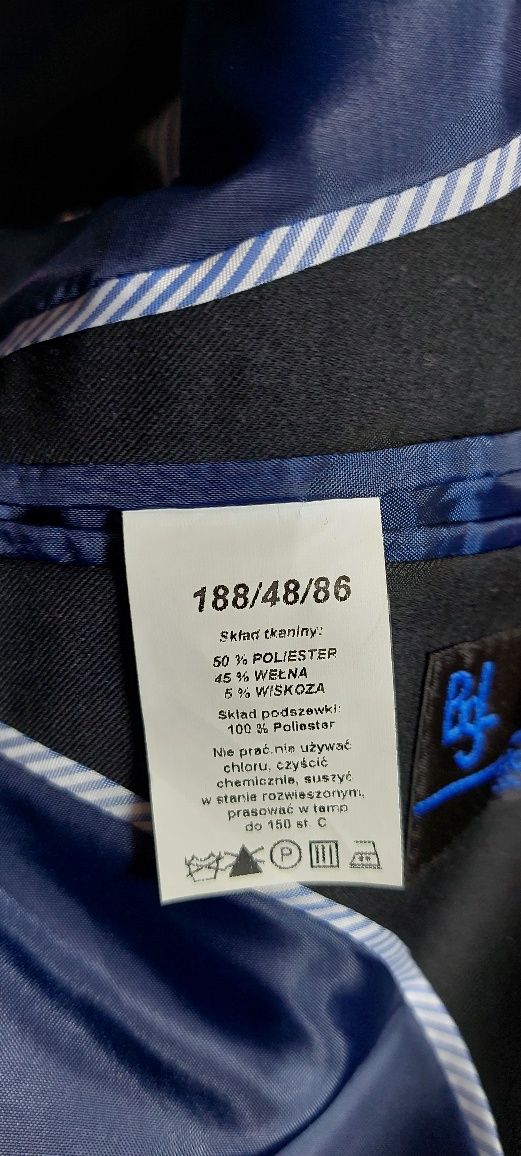 188/48/86
Skład tkaniny:
50 % POLIESTER
45 % WEŁNA
5 % WISKOZA
Skład podszewki:
100 % Poliester
Nie prać,nie używać
chloru, czyścić
chemicznie, suszyć
w stanie rozwieszonym,
prasować w temp
do 150 st. C
P